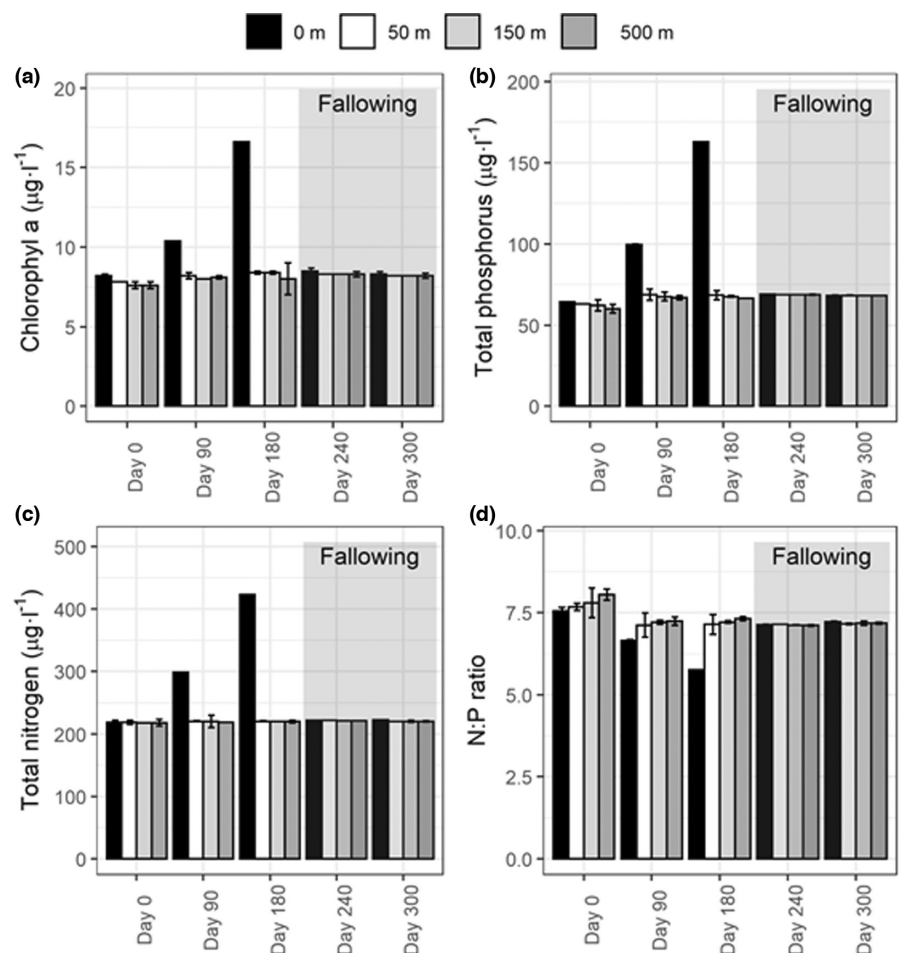 0 m 50 m 150 m 500 m
(a)
Chlorophyl a (µg·l⁻¹)
20
15
10
5
0
Fallowing
Day 0 Day 90 Day 180 Day 240 Day 300
(b)
Total phosphorus (µg·l⁻¹)
200
150
100
50
0
Fallowing
Day 0 Day 90 Day 180 Day 240 Day 300
(c)
Total nitrogen (µg·l⁻¹)
500
400
300
200
100
0
Fallowing
Day 0 Day 90 Day 180 Day 240 Day 300
(d)
N:P ratio
10.0
7.5
5.0
2.5
0.0
Fallowing
Day 0 Day 90 Day 180 Day 240 Day 300